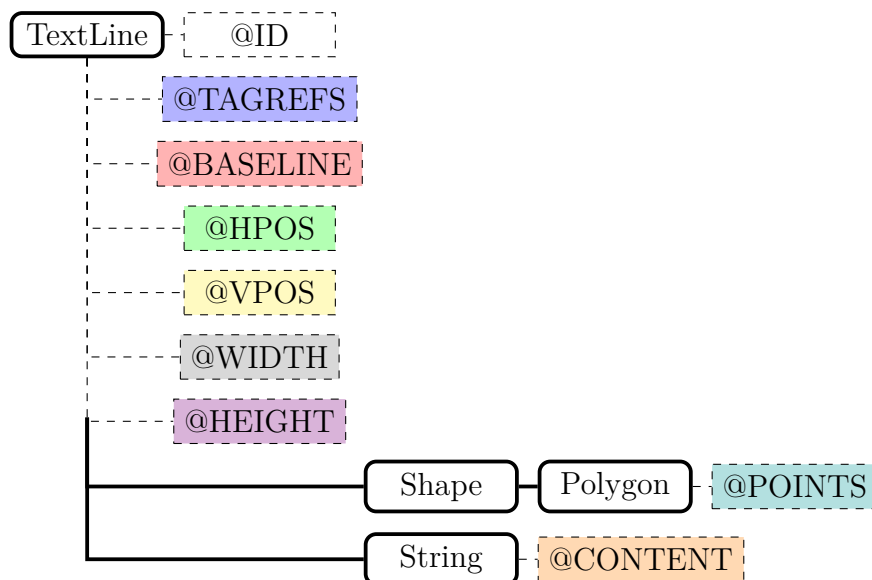 TextLine @ID
@TAGREFS
@BASELINE
@HPOS
@VPOS
@WIDTH
@HEIGHT
Shape Polygon @POINTS
String @CONTENT